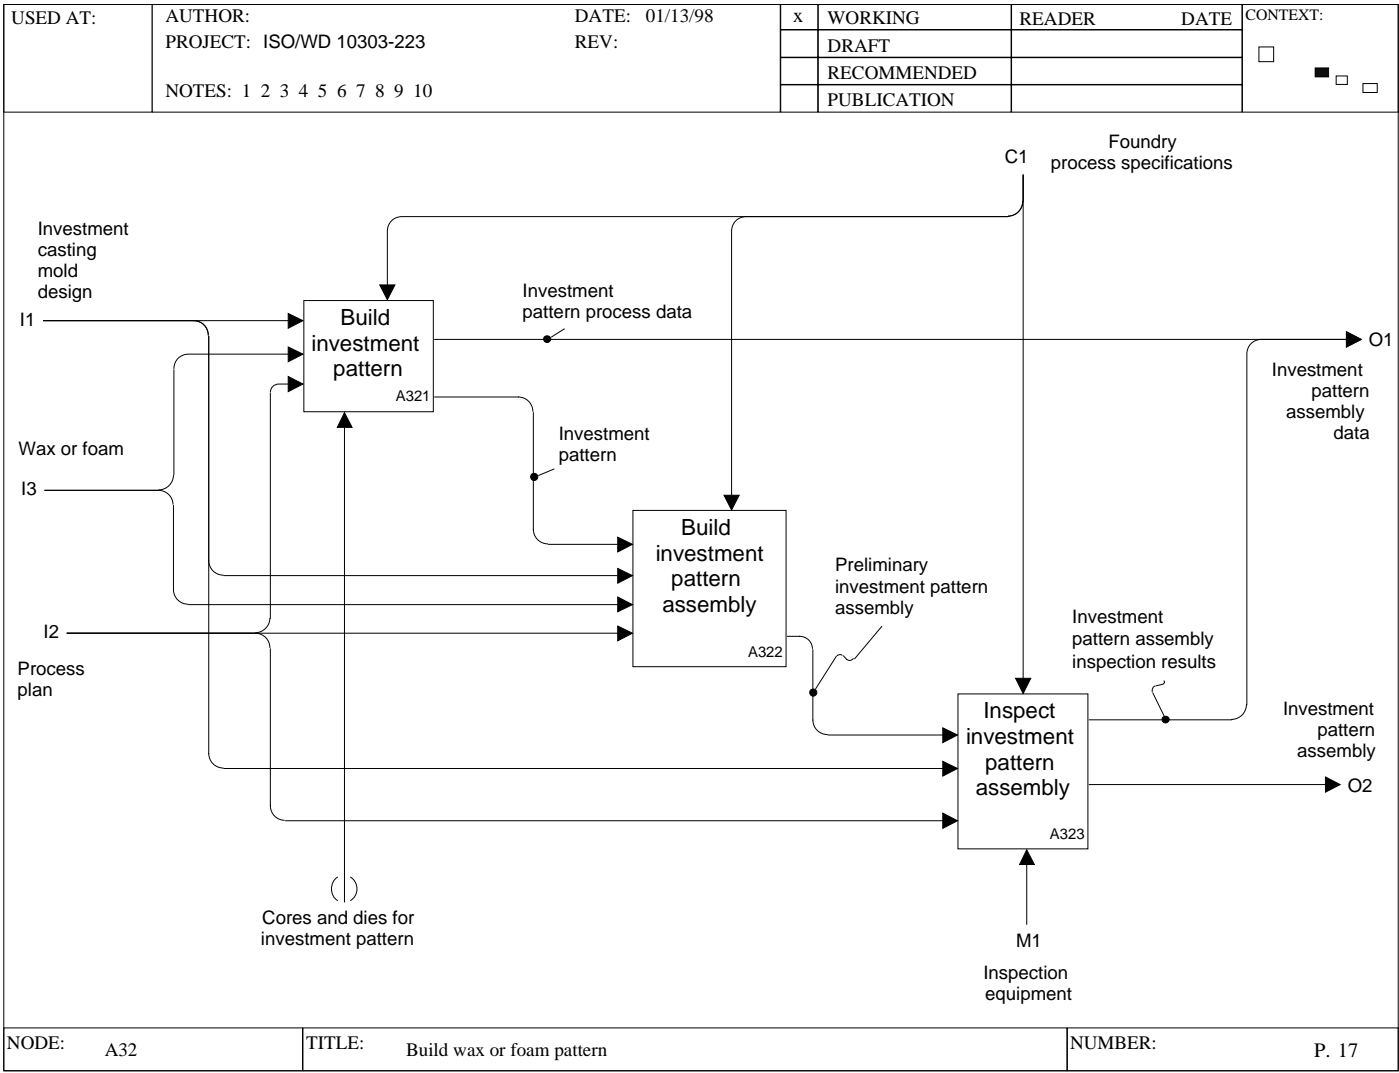 USED AT:
AUTHOR:
DATE: 01/13/98
PROJECT: ISO/WD 10303-223
REV:
NOTES: 1 2 3 4 5 6 7 8 9 10
x WORKING
DRAFT
RECOMMENDED
PUBLICATION
READER DATE
CONTEXT:
C1
Foundry
process specifications
Investment
casting
mold
design
I1
Build
investment
pattern
A321
Investment
pattern process data
O1
Investment
pattern
assembly
data
Wax or foam
I3
Investment
pattern
Build
investment
pattern
assembly
A322
Preliminary
investment pattern
assembly
I2
Process
plan
Investment
pattern assembly
inspection results
Inspect
investment
pattern
assembly
A323
Investment
pattern
assembly
O2
Cores and dies for
investment pattern
M1
Inspection
equipment
NODE: A32
TITLE: Build wax or foam pattern
NUMBER: P. 17